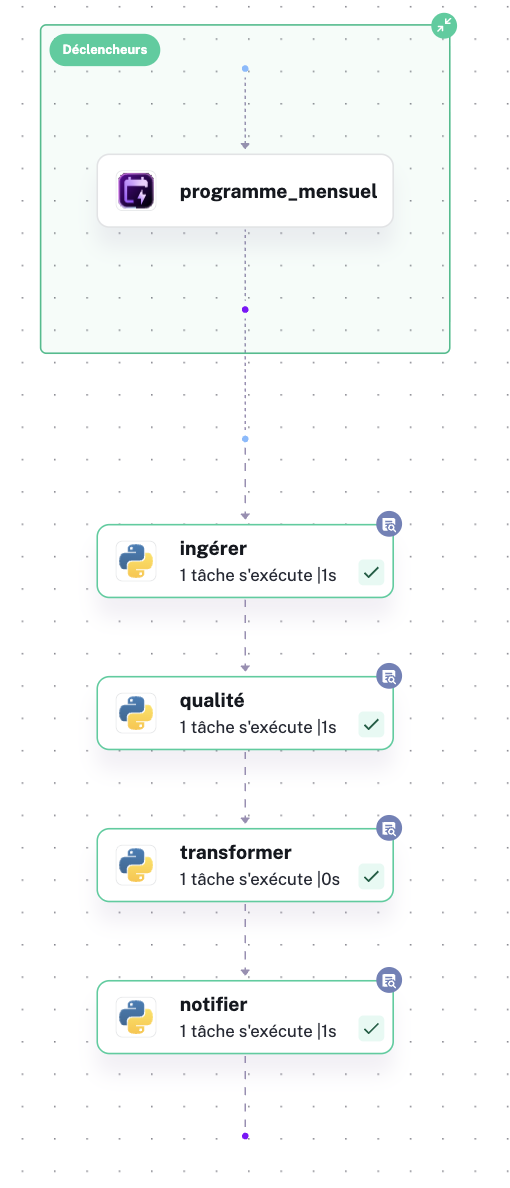 Déclencheurs
programme_mensuel
ingérer
1 tâche s'exécute |1s
qualité
1 tâche s'exécute |1s
transformer
1 tâche s'exécute |0s
notifier
1 tâche s'exécute |1s